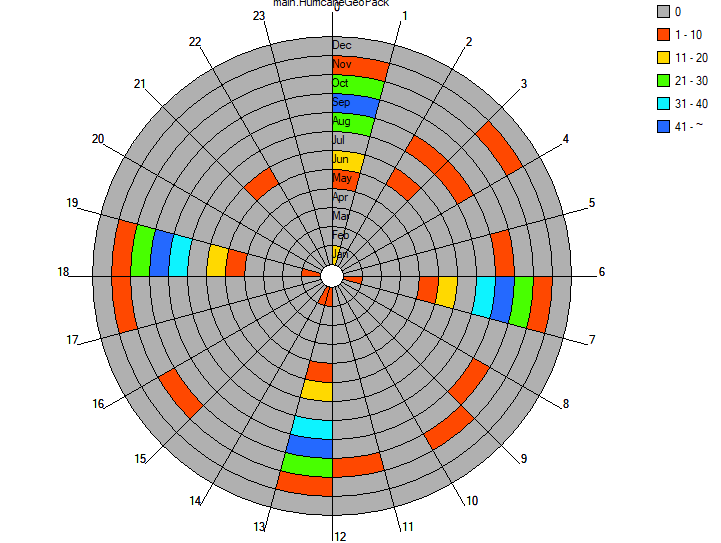 main.HurricaneGeoPack
0
1
2
3
4
5
6
7
8
9
10
11
12
13
14
15
16
17
18
19
20
21
22
23
Dec
Nov
Oct
Sep
Aug
Jul
Jun
May
Apr
Mar
Feb
Jan
0
1 - 10
11 - 20
21 - 30
31 - 40
41 - ~